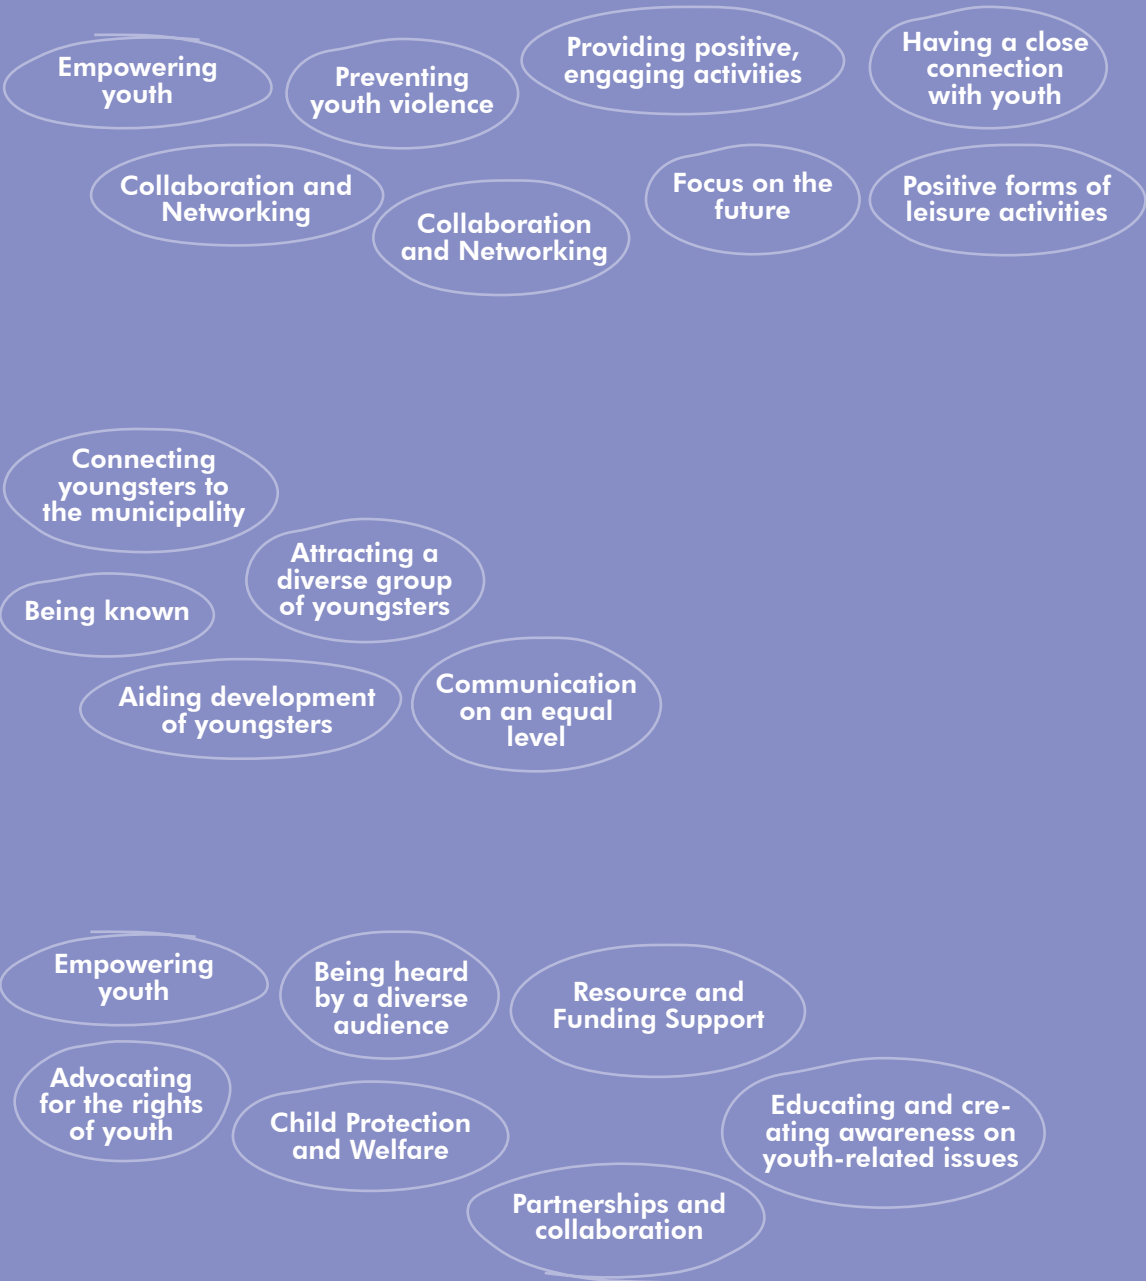 Empowering
youth
Preventing
youth violence
Providing positive,
engaging activities
Having a close
connection
with youth
Collaboration and
Networking
Collaboration
and Networking
Focus on the
future
Positive forms of
leisure activities
Connecting
youngsters to
the municipality
Attracting a
diverse group
of youngsters
Being known
Aiding development
of youngsters
Communication
on an equal
level
Empowering
youth
Being heard
by a diverse
audience
Resource and
Funding Support
Advocating
for the rights
of youth
Child Protection
and Welfare
Educating and cre-
ating awareness on
youth-related issues
Partnerships and
collaboration